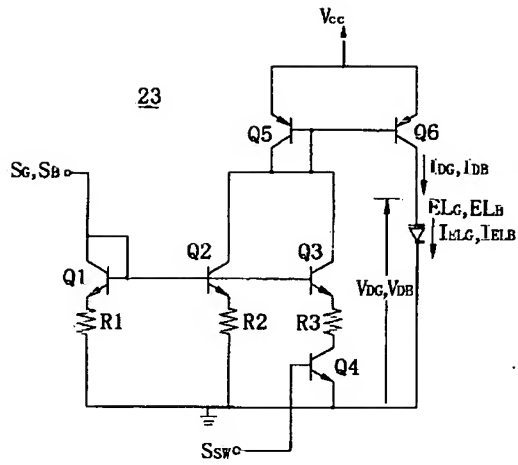 Vcc
23
Q5
Q6
SG,SB
IDG,IDB
ELG,ELB
IELG,IELB
Q1
Q2
Q3
VDG,VDB
R1
R2
R3
Q4
SSW